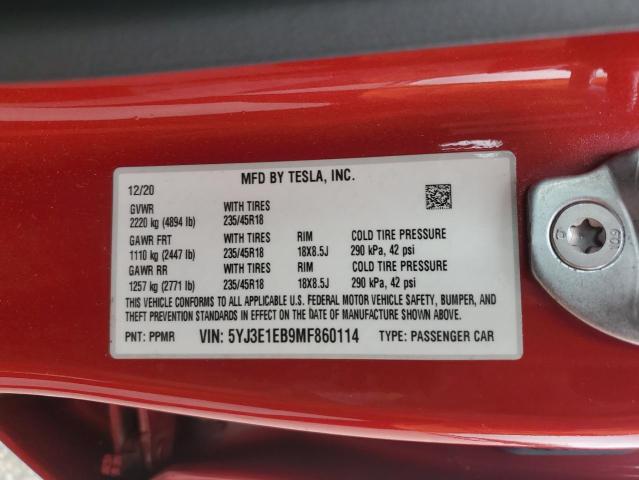 MFD BY TESLA, INC.
12/20
GVWR WITH TIRES
2220 kg (4894 lb) 235/45R18
GAWR FRT WITH TIRES RIM COLD TIRE PRESSURE
1110 kg (2447 lb) 235/45R18 18X8.5J 290 kPa, 42 psi
GAWR RR WITH TIRES RIM COLD TIRE PRESSURE
1257 kg (2771 lb) 235/45R18 18X8.5J 290 kPa, 42 psi
THIS VEHICLE CONFORMS TO ALL APPLICABLE U.S. FEDERAL MOTOR VEHICLE SAFETY, BUMPER, AND
THEFT PREVENTION STANDARDS IN EFFECT ON THE DATE OF MANUFACTURE SHOWN ABOVE.
PNT: PPMR VIN: 5YJ3E1EB9MF860114 TYPE: PASSENGER CAR